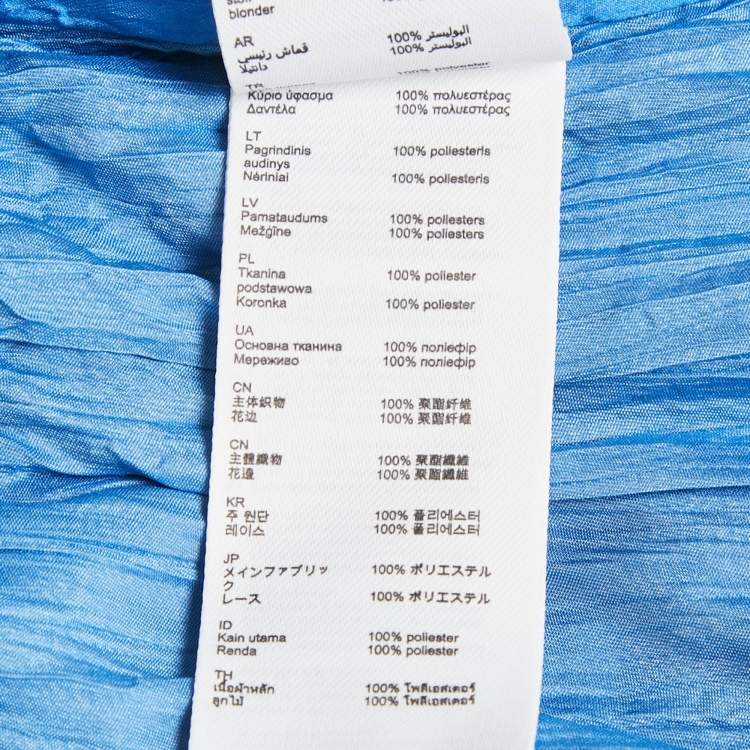 blonder
AR
قماش رئيسي 100% البوليستر
دانتيلا 100% البوليستر
100% polyester
Κύριο ύφασμα 100% πολυεστέρας
Δαντέλα 100% πολυεστέρας
LT
Pagrindinis 100% poliesteris
audinys
Nėriniai 100% poliesteris
LV
Pamataudums 100% poliesters
Mežģīne 100% poliesters
PL
Tkanina 100% poliester
podstawowa
Koronka 100% poliester
UA
Основна тканина 100% поліефір
Мереживо 100% поліефір
CN
主体织物 100% 聚酯纤维
花边 100% 聚酯纤维
CN
主體織物 100% 聚酯纖維
花邊 100% 聚酯纖維
KR
주 원단 100% 폴리에스터
레이스 100% 폴리에스터
JP
メインファブリッ 100% ポリエステル
ク
レース 100% ポリエステル
ID
Kain utama 100% poliester
Renda 100% poliester
TH
เนื้อผ้าหลัก 100% โพลีเอสเตอร์
ลูกไม้ 100% โพลีเอสเตอร์